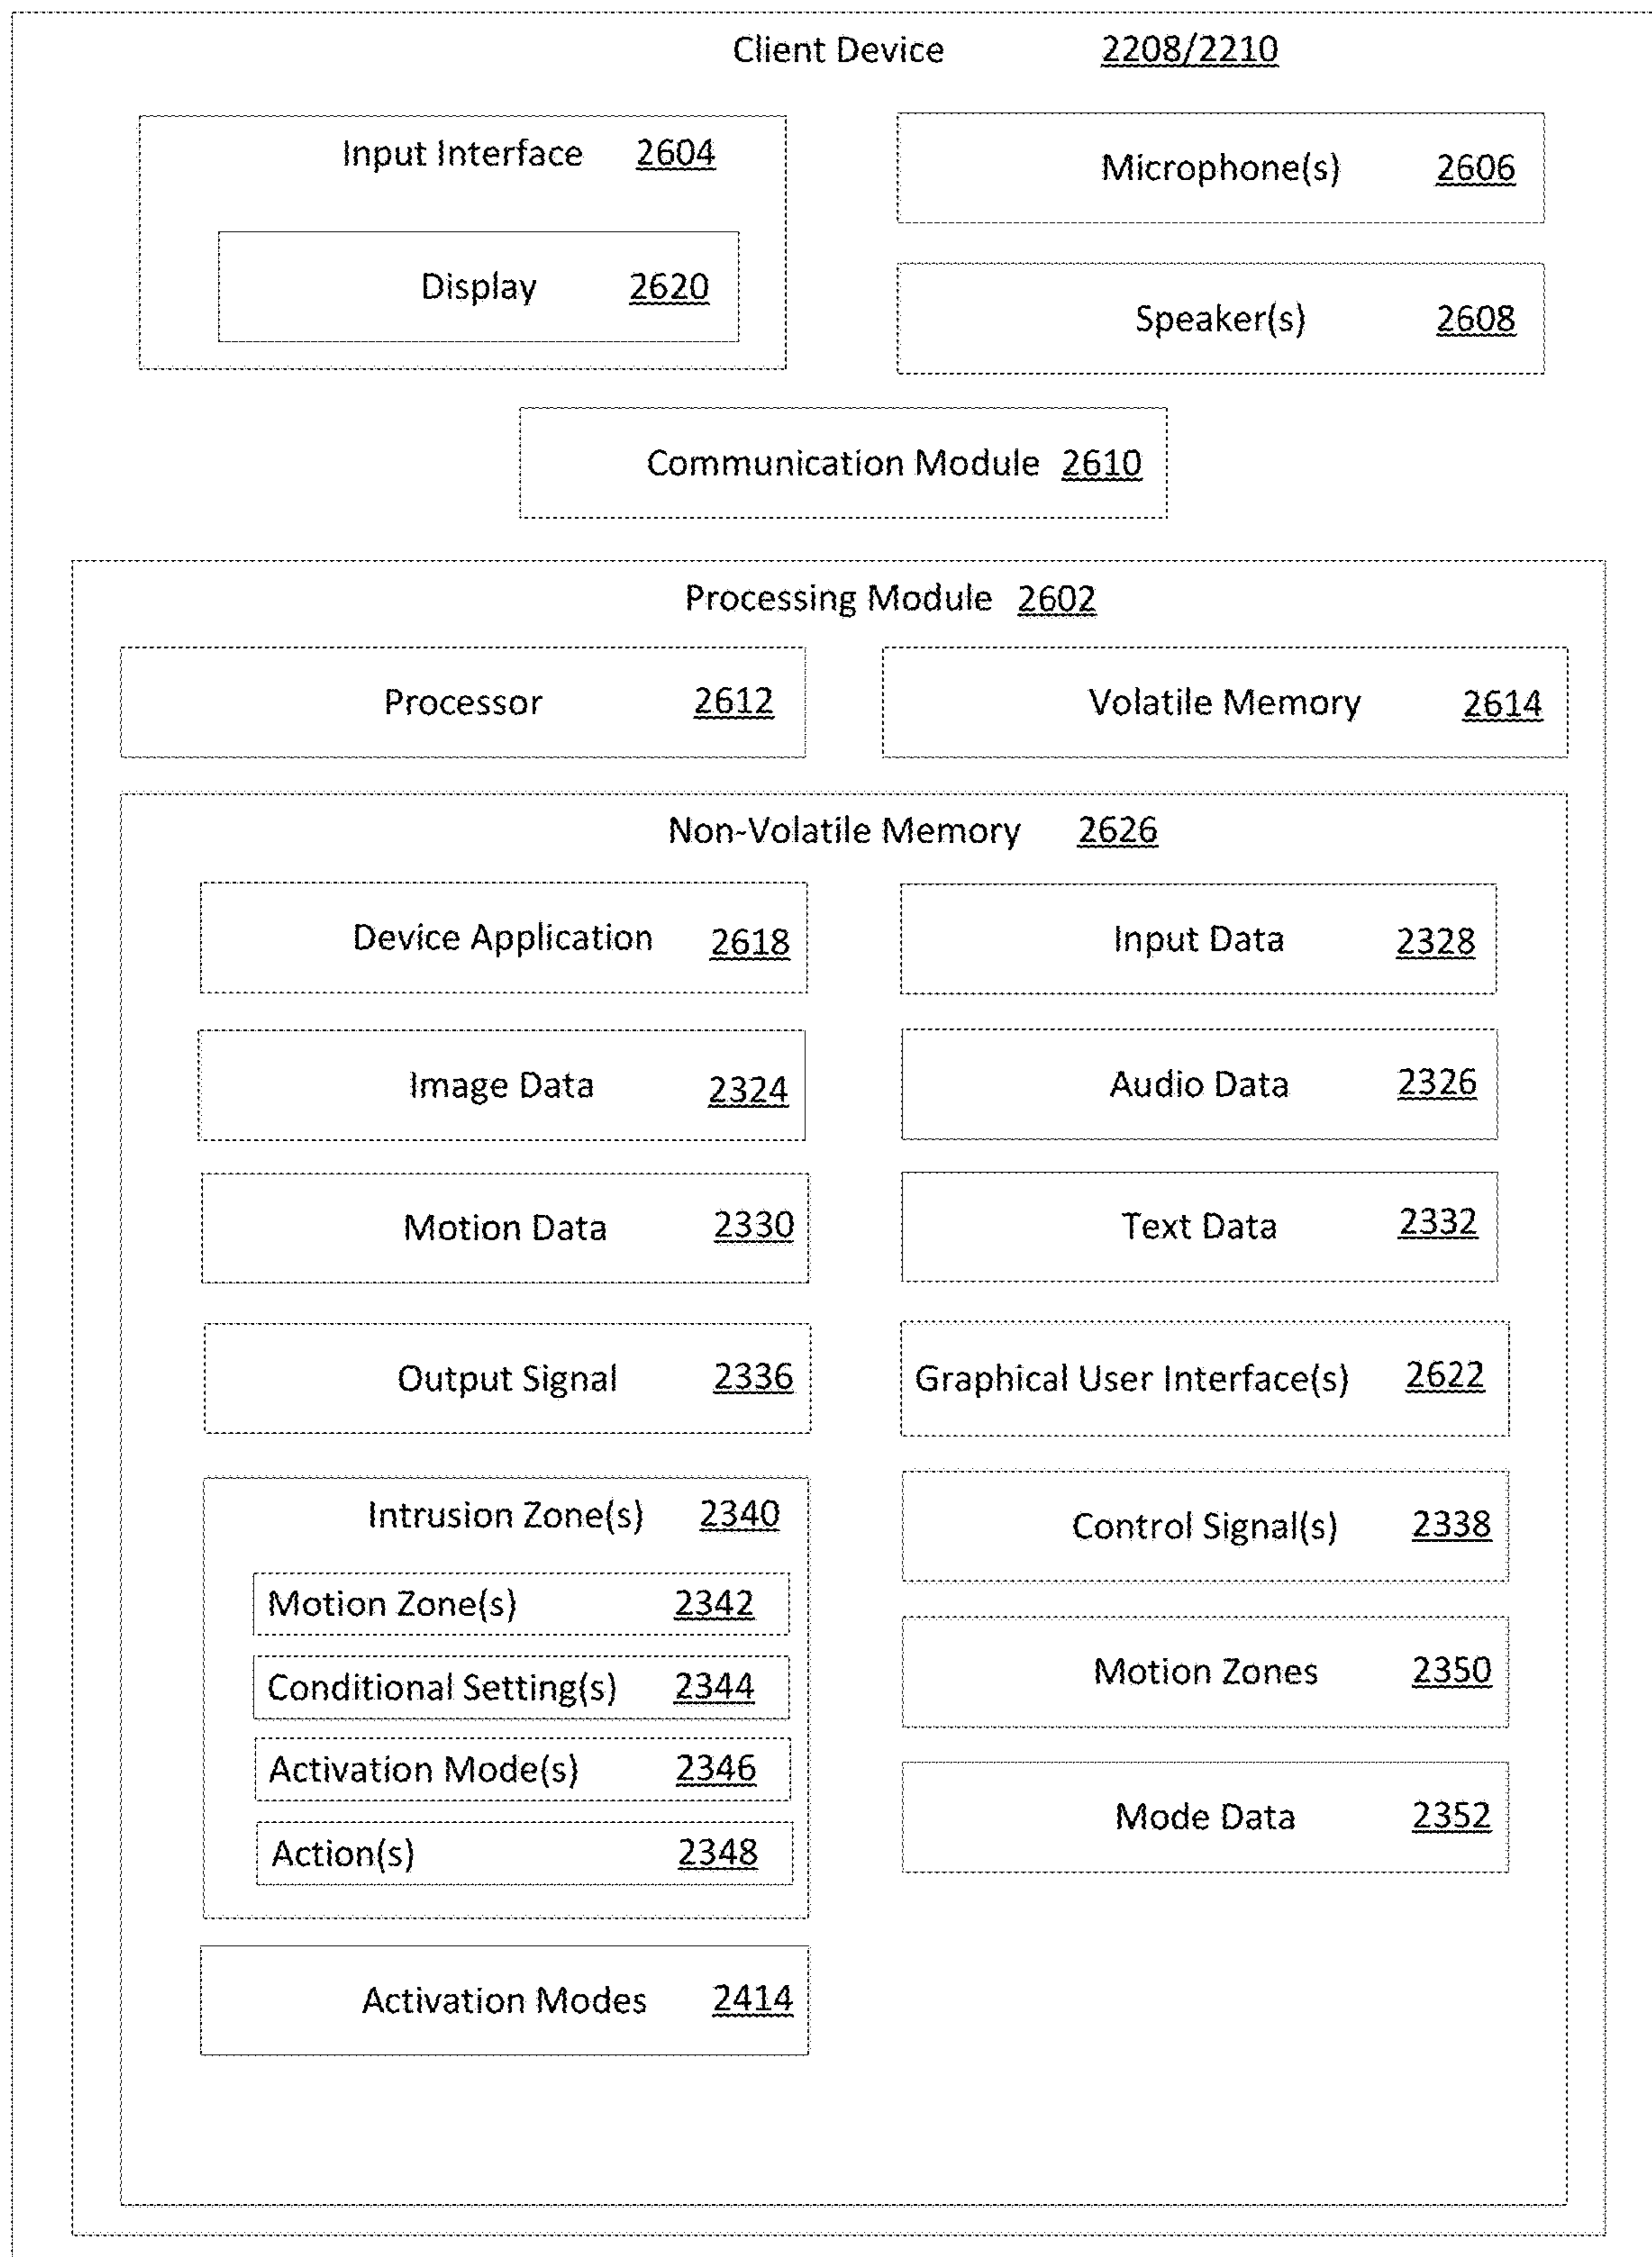 Client Device 2208/2210
Input Interface 2604
Display 2620
Microphone(s) 2606
Speaker(s) 2608
Communication Module 2610
Processing Module 2602
Processor 2612
Volatile Memory 2614
Non-Volatile Memory 2626
Device Application 2618
Input Data 2328
Image Data 2324
Audio Data 2326
Motion Data 2330
Text Data 2332
Output Signal 2336
Graphical User Interface(s) 2622
Intrusion Zone(s) 2340
Motion Zone(s) 2342
Conditional Setting(s) 2344
Activation Mode(s) 2346
Action(s) 2348
Control Signal(s) 2338
Motion Zones 2350
Mode Data 2352
Activation Modes 2414